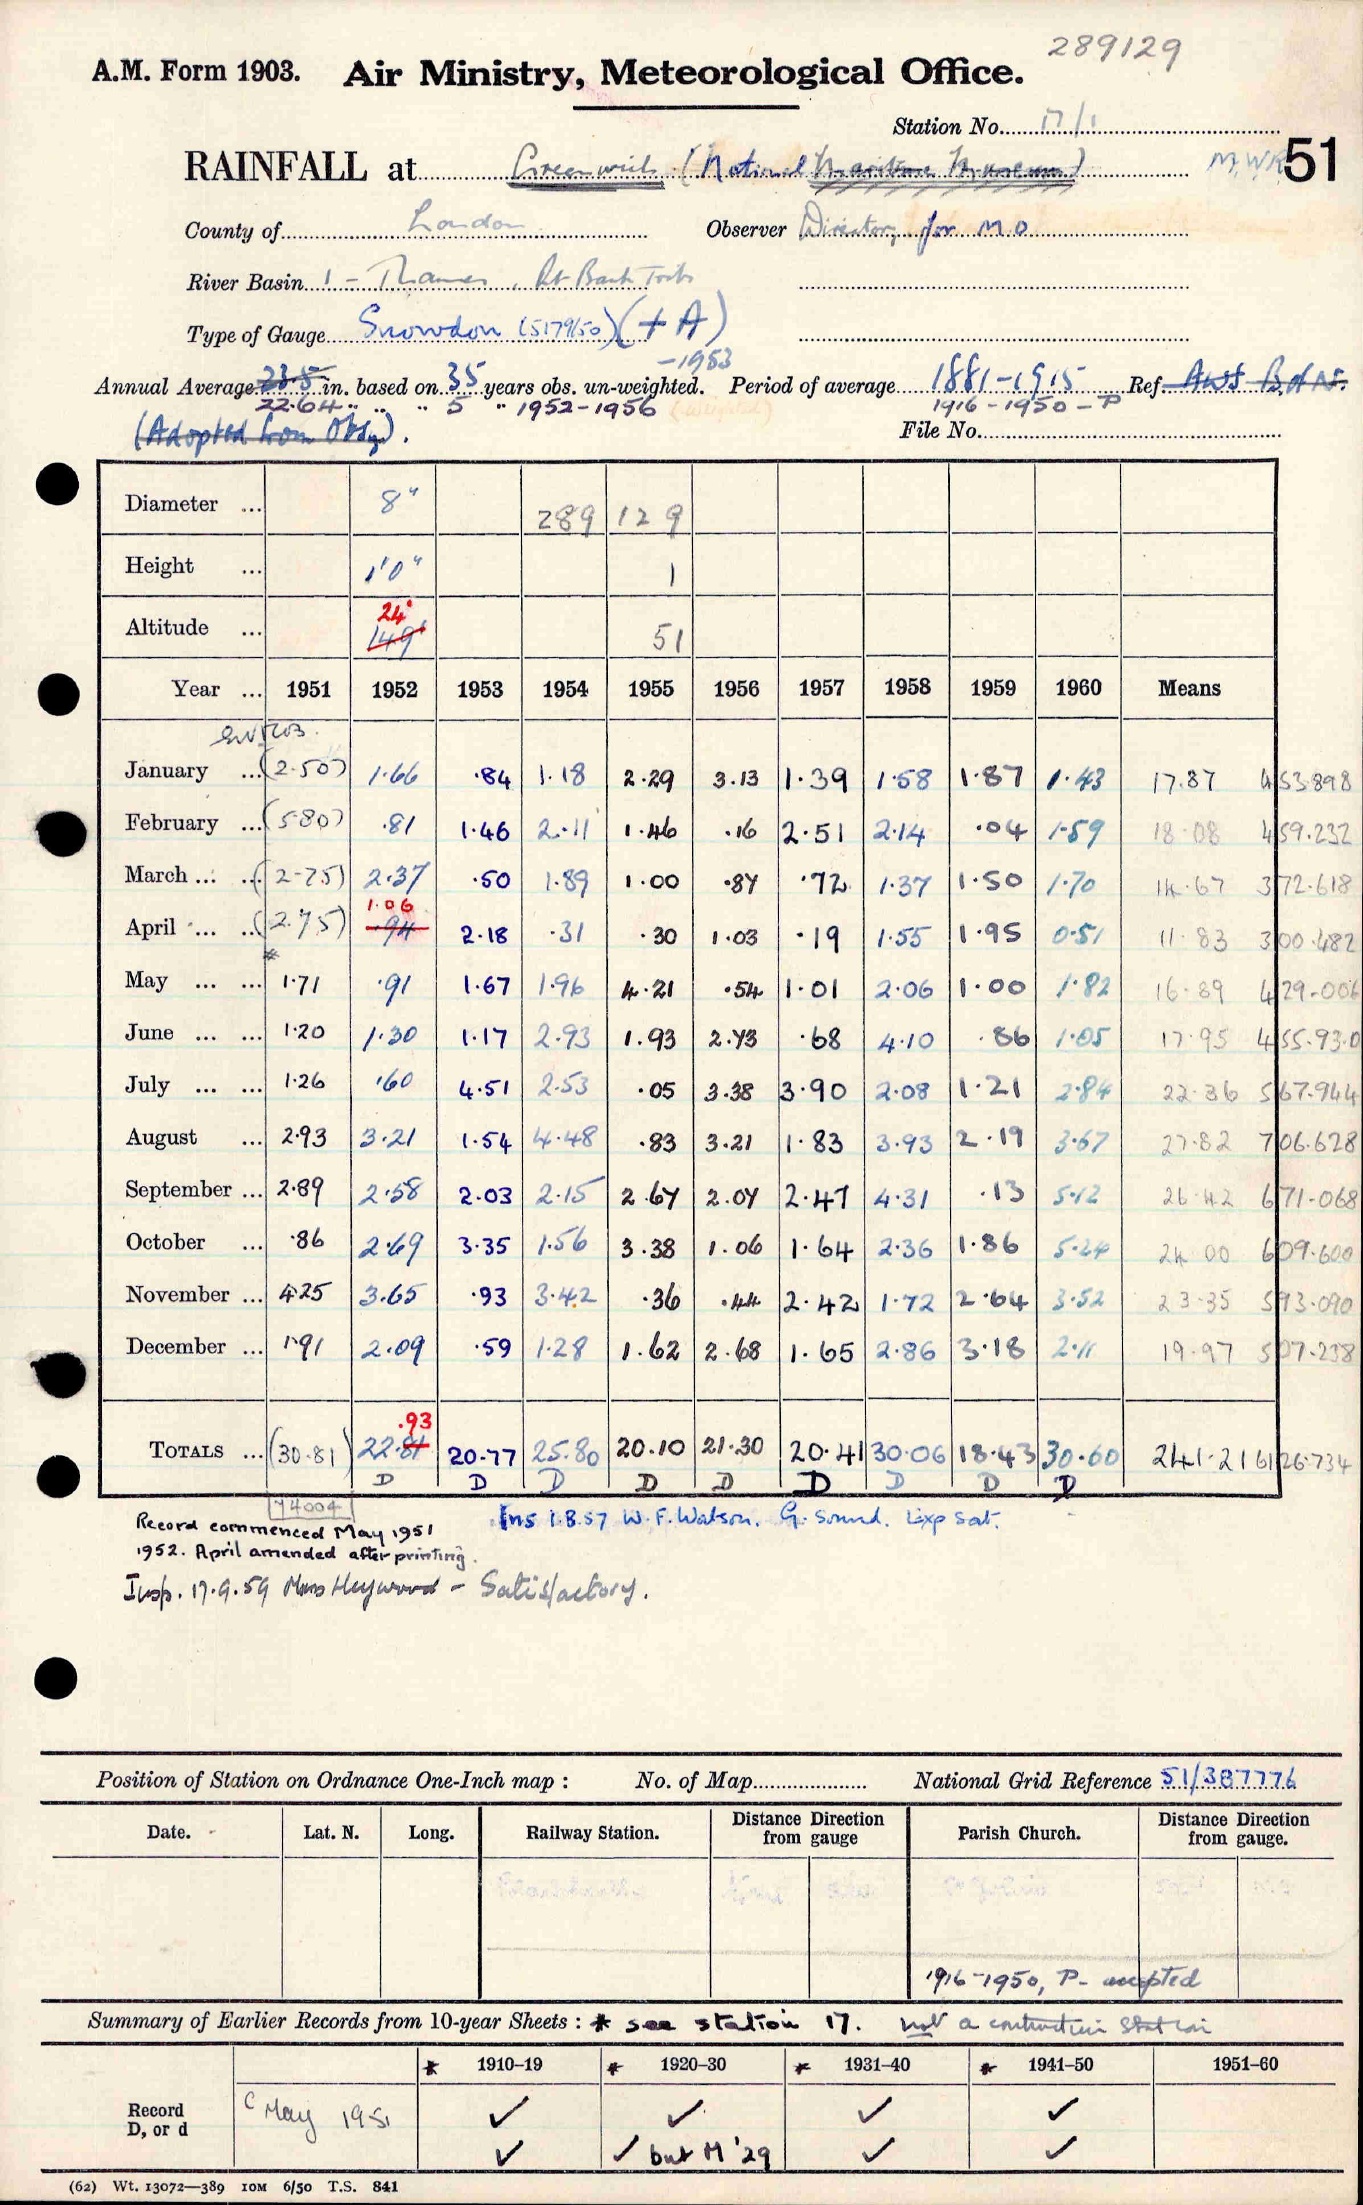 289129
A.M. Form 1903. Air Ministry, Meteorological Office.
Station No. 17/1
RAINFALL at Greenwich (National Maritime Museum) M.W.R. 51
County of London Observer Director, for M O
River Basin 1 - Thames, Rt Bank Tribs
Type of Gauge Snowdon (5179/50) (+A)
-1953
Annual Average 23.5 in. based on 35 years obs. un-weighted. Period of average 1881-1915 Ref. Aws B. of N.
22.64 " " " 5 " 1952-1956 (Weighted) 1916-1950-P
(Adopted from Obsy). File No.
Diameter ... 8" 289 12 9
Height ... 1'0" 1
24'
Altitude ... 149' 51
Year ... 1951 1952 1953 1954 1955 1956 1957 1958 1959 1960 Means
January ... (2.50) 1.66 .84 1.18 2.29 3.13 1.39 1.58 1.87 1.43 17.87 453.898
February ... (5.80) .81 1.46 2.11 1.46 .16 2.51 2.14 .04 1.59 18.08 459.232
March ... ... (2.75) 2.37 .50 1.89 1.00 .87 .72 1.37 1.50 1.70 14.67 372.618
1.06
April ... ... (2.75) .94 2.18 .31 .30 1.03 .19 1.55 1.95 0.51 11.83 300.482
*
May ... ... 1.71 .91 1.67 1.96 4.21 .54 1.01 2.06 1.00 1.82 16.89 429.006
June ... ... 1.20 1.30 1.17 2.93 1.93 2.73 .68 4.10 .86 1.05 17.95 455.930
July ... ... 1.26 .60 4.51 2.53 .05 3.38 3.90 2.08 1.21 2.84 22.36 567.944
August ... 2.93 3.21 1.54 4.48 .83 3.21 1.83 3.93 2.19 3.67 27.82 706.628
September ... 2.89 2.58 2.03 2.15 2.67 2.07 2.47 4.31 .13 5.12 26.42 671.068
October ... .86 2.69 3.35 1.56 3.38 1.06 1.64 2.36 1.86 5.24 24.00 609.600
November ... 4.25 3.65 .93 3.42 .36 .44 2.42 1.72 2.64 3.52 23.35 593.090
December ... 1.91 2.09 .59 1.28 1.62 2.68 1.65 2.86 3.18 2.11 19.97 507.238
.93
TOTALS ... (30.81) 22.81 20.77 25.80 20.10 21.30 20.41 30.06 18.43 30.60 241.21 6126.734
D D D D D D D D D
74004
Record commenced May 1951 Ins 1.8.57 W.F. Watson. G. Sound. Exp Sat.
1952. April amended after printing.
Insp. 17.9.59 Miss Heywood - Satisfactory.
Position of Station on Ordnance One-Inch map : No. of Map National Grid Reference 51/387776
Date. Lat. N. Long. Railway Station. Distance Direction from gauge Parish Church. Distance Direction from gauge.
1916-1950, P- accepted
Summary of Earlier Records from 10-year Sheets : * see station 17. not a continuation station
* 1910-19 * 1920-30 * 1931-40 * 1941-50 1951-60
Record C May 1951 ✓ ✓ ✓ ✓
D, or d ✓ ✓ but M '29 ✓ ✓
(62) Wt. 13072—389 10M 6/50 T.S. 841